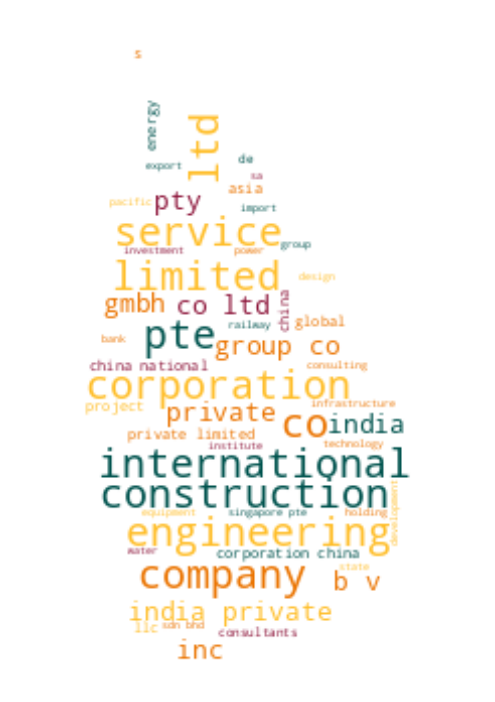 s
energy
ltd
export
de
sa
asia
pacific
pty
import
service
group
investment
power
limited
design
gmbh
co ltd
china
global
railway
pte
bank
group co
china national
consulting
corporation
project
infrastructure
private
co
india
private limited
institute
technology
international
construction
development
equipment
singapore pte
holding
engineering
water
corporation china
state
company
b v
india private
llc
sdn bhd
consultants
inc